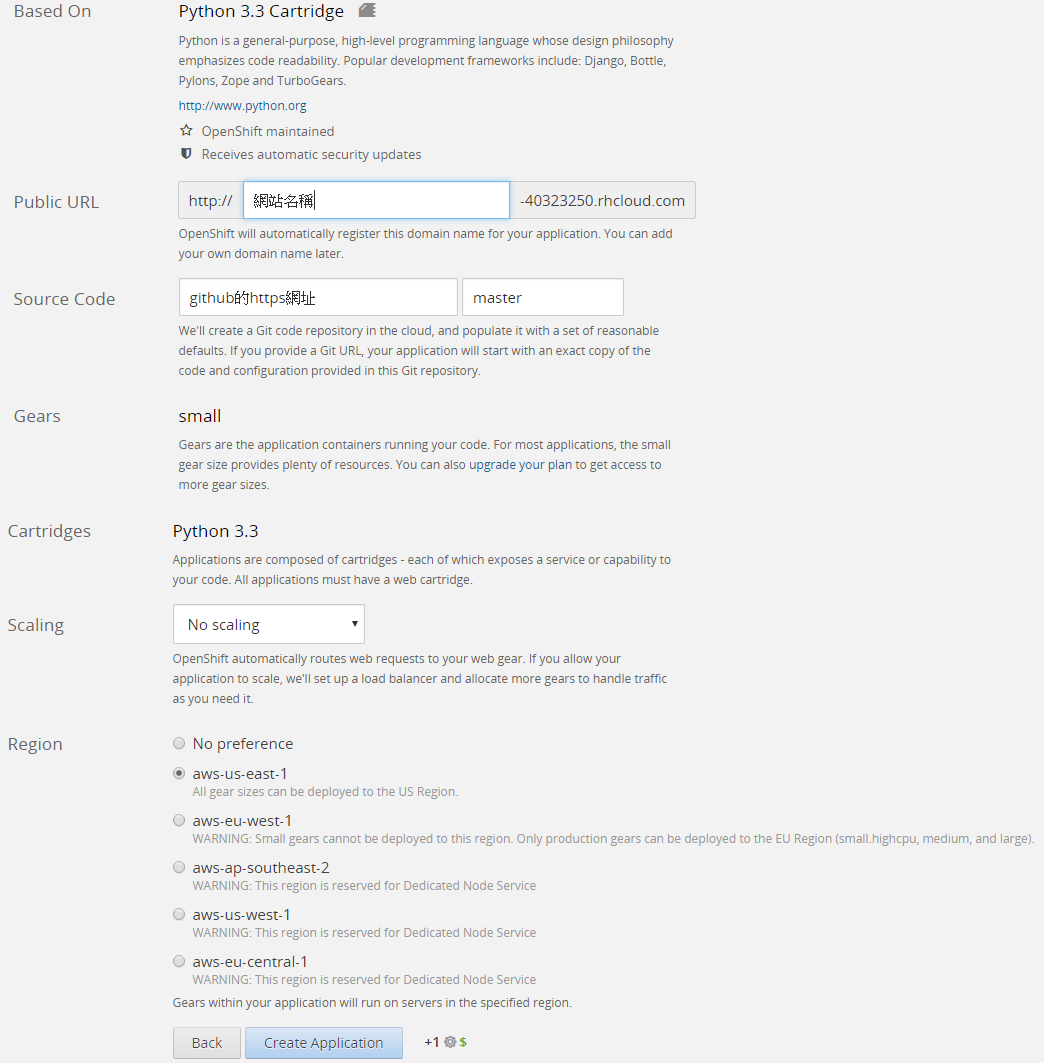 Based On
Python 3.3 Cartridge
Python is a general-purpose, high-level programming language whose design philosophy
emphasizes code readability. Popular development frameworks include: Django, Bottle,
Pylons, Zope and TurboGears.
http://www.python.org
OpenShift maintained
Receives automatic security updates
Public URL
http:// 網站名稱 -40323250.rhcloud.com
OpenShift will automatically register this domain name for your application. You can add
your own domain name later.
Source Code
github的https網址 master
We'll create a Git code repository in the cloud, and populate it with a set of reasonable
defaults. If you provide a Git URL, your application will start with an exact copy of the
code and configuration provided in this Git repository.
Gears
small
Gears are the application containers running your code. For most applications, the small
gear size provides plenty of resources. You can also upgrade your plan to get access to
more gear sizes.
Cartridges
Python 3.3
Applications are composed of cartridges - each of which exposes a service or capability to
your code. All applications must have a web cartridge.
Scaling
No scaling
OpenShift automatically routes web requests to your web gear. If you allow your
application to scale, we'll set up a load balancer and allocate more gears to handle traffic
as you need it.
Region
No preference
aws-us-east-1
All gear sizes can be deployed to the US Region.
aws-eu-west-1
WARNING: Small gears cannot be deployed to this region. Only production gears can be deployed to the EU Region (small.highcpu, medium, and large).
aws-ap-southeast-2
WARNING: This region is reserved for Dedicated Node Service
aws-us-west-1
WARNING: This region is reserved for Dedicated Node Service
aws-eu-central-1
WARNING: This region is reserved for Dedicated Node Service
Gears within your application will run on servers in the specified region.
Back Create Application +1 $